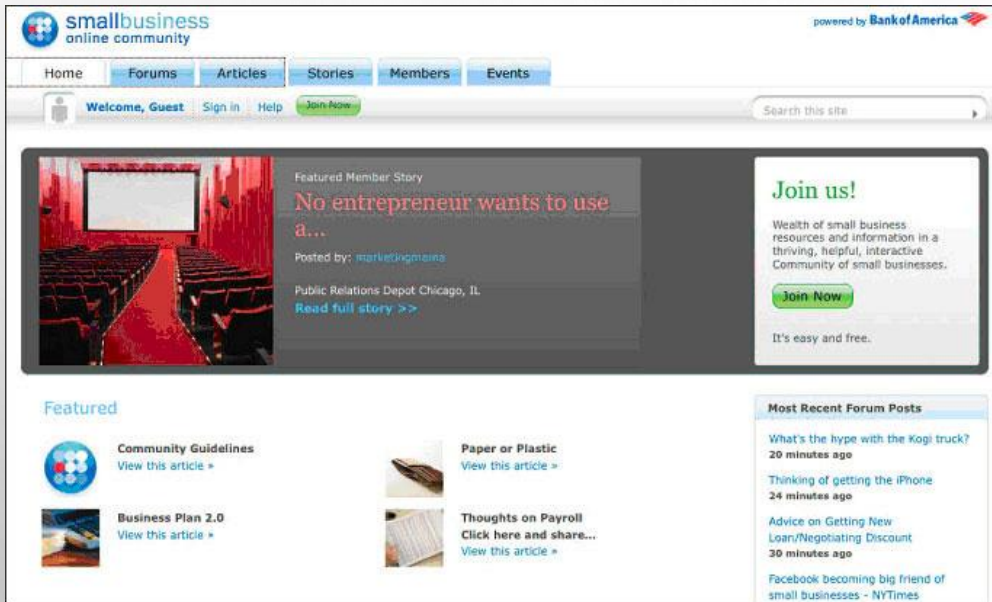 smallbusiness
online community
powered by Bank of America
Home
Forums
Articles
Stories
Members
Events
Welcome, Guest
Sign in
Help
Join Now
Search this site
Featured Member Story
No entrepreneur wants to use
a...
Posted by: marketingmama
Public Relations Depot Chicago, IL
Read full story >>
Join us!
Wealth of small business
resources and information in a
thriving, helpful, interactive
Community of small businesses.
Join Now
It's easy and free.
Featured
Community Guidelines
View this article »
Paper or Plastic
View this article »
Business Plan 2.0
View this article »
Thoughts on Payroll
Click here and share...
View this article »
Most Recent Forum Posts
What's the hype with the Kogi truck?
20 minutes ago
Thinking of getting the iPhone
24 minutes ago
Advice on Getting New
Loan/Negotiating Discount
30 minutes ago
Facebook becoming big friend of
small businesses - NYTimes